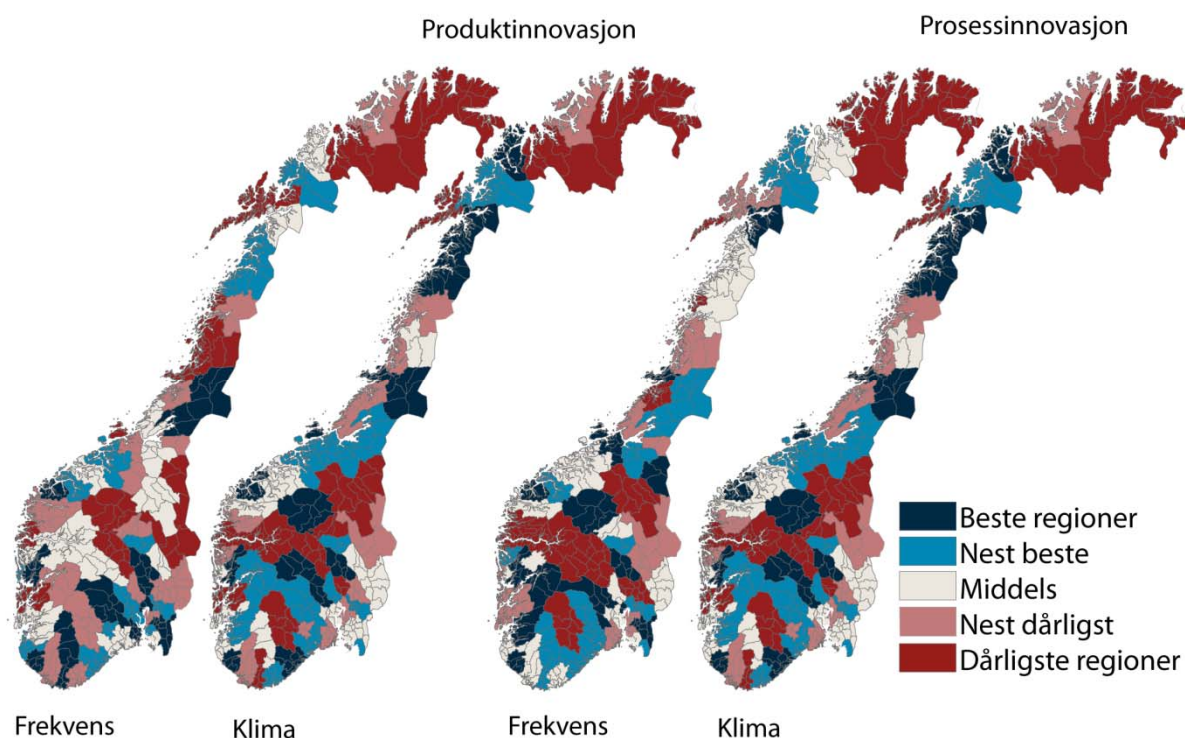 Produktinnovasjon
Prosessinnovasjon
Beste regioner
Nest beste
Middels
Nest dårligst
Dårligste regioner
Frekvens
Klima
Frekvens
Klima